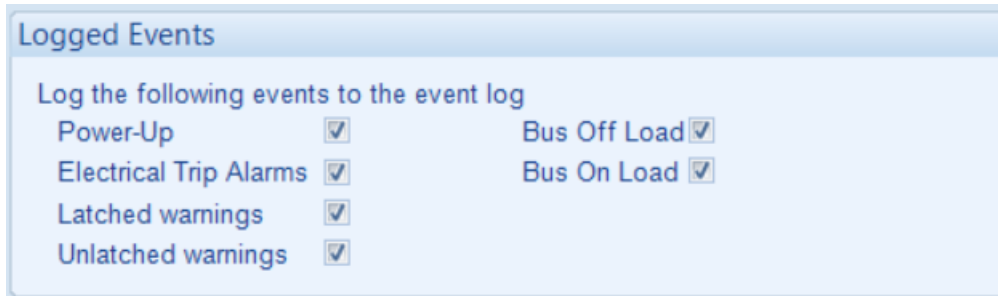 Logged Events
Log the following events to the event log
Power-Up Bus Off Load
Electrical Trip Alarms Bus On Load
Latched warnings
Unlatched warnings